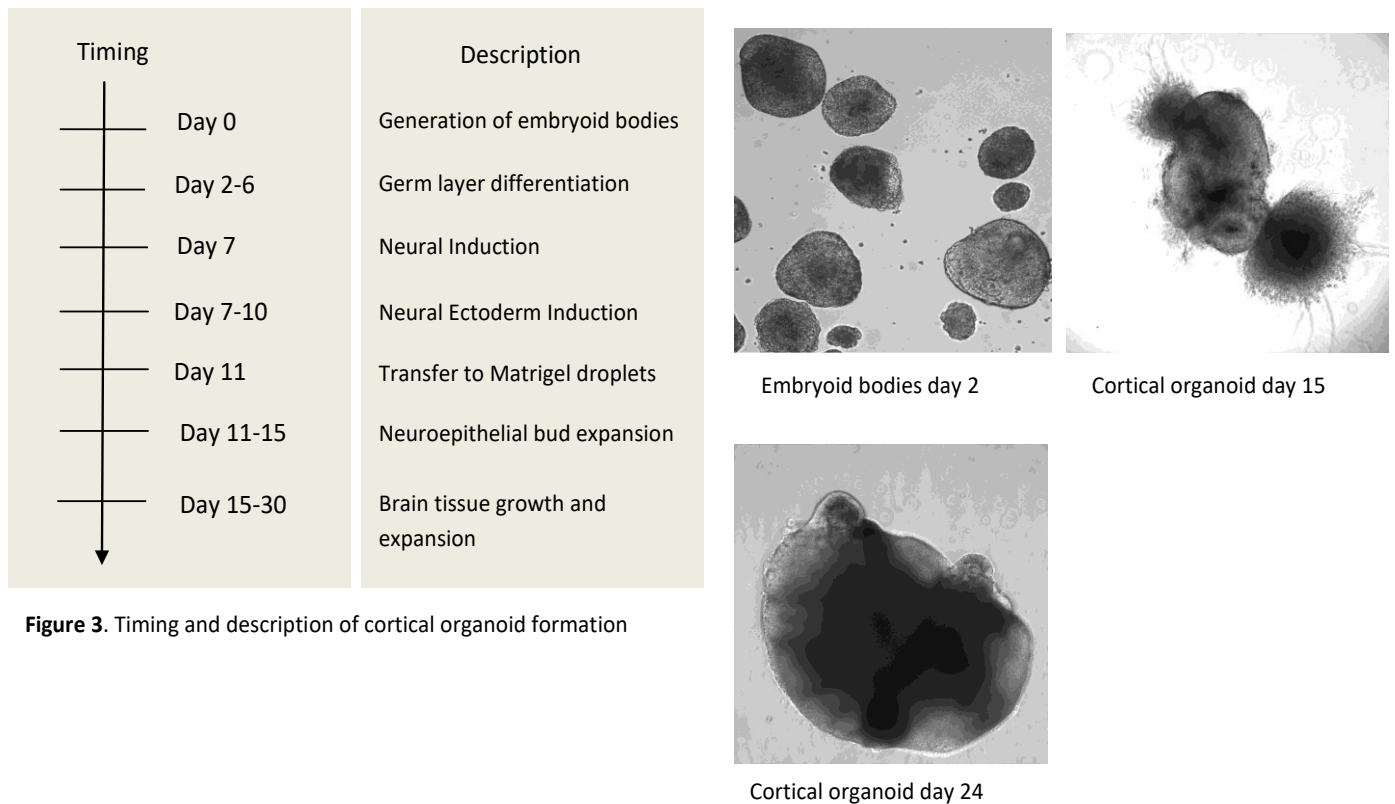 Timing
Description
Day 0
Generation of embryoid bodies
Day 2-6
Germ layer differentiation
Day 7
Neural Induction
Day 7-10
Neural Ectoderm Induction
Day 11
Transfer to Matrigel droplets
Day 11-15
Neuroepithelial bud expansion
Day 15-30
Brain tissue growth and
expansion
Figure 3. Timing and description of cortical organoid formation
Embryoid bodies day 2
Cortical organoid day 15
Cortical organoid day 24